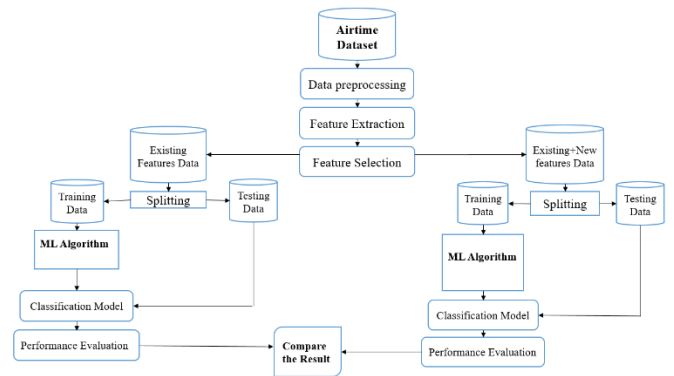 Airtime
Dataset
Data preprocessing
Feature Extraction
Feature Selection
Existing
Features Data
Training
Data
Splitting
Testing
Data
ML Algorithm
Classification Model
Performance Evaluation
Existing+New
features Data
Training
Data
Splitting
Testing
Data
ML Algorithm
Classification Model
Performance Evaluation
Compare
the Result